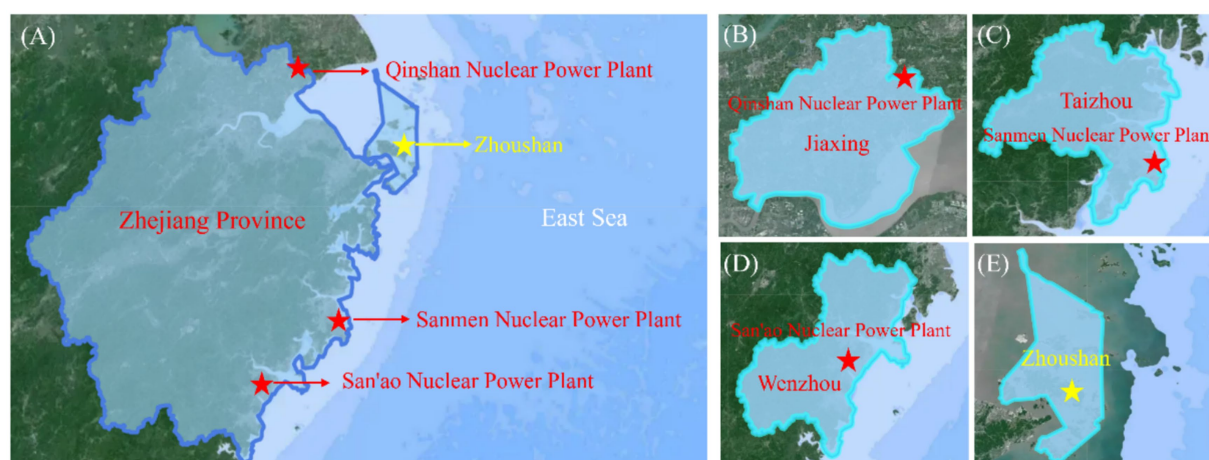 (A)
Qinshan Nuclear Power Plant
Zhoushan
Zhejiang Province
East Sea
Sanmen Nuclear Power Plant
San'ao Nuclear Power Plant
(B)
Qinshan Nuclear Power Plant
Jiaxing
(C)
Taizhou
Sanmen Nuclear Power Plant
(D)
San'ao Nuclear Power Plant
Wenzhou
(E)
Zhoushan